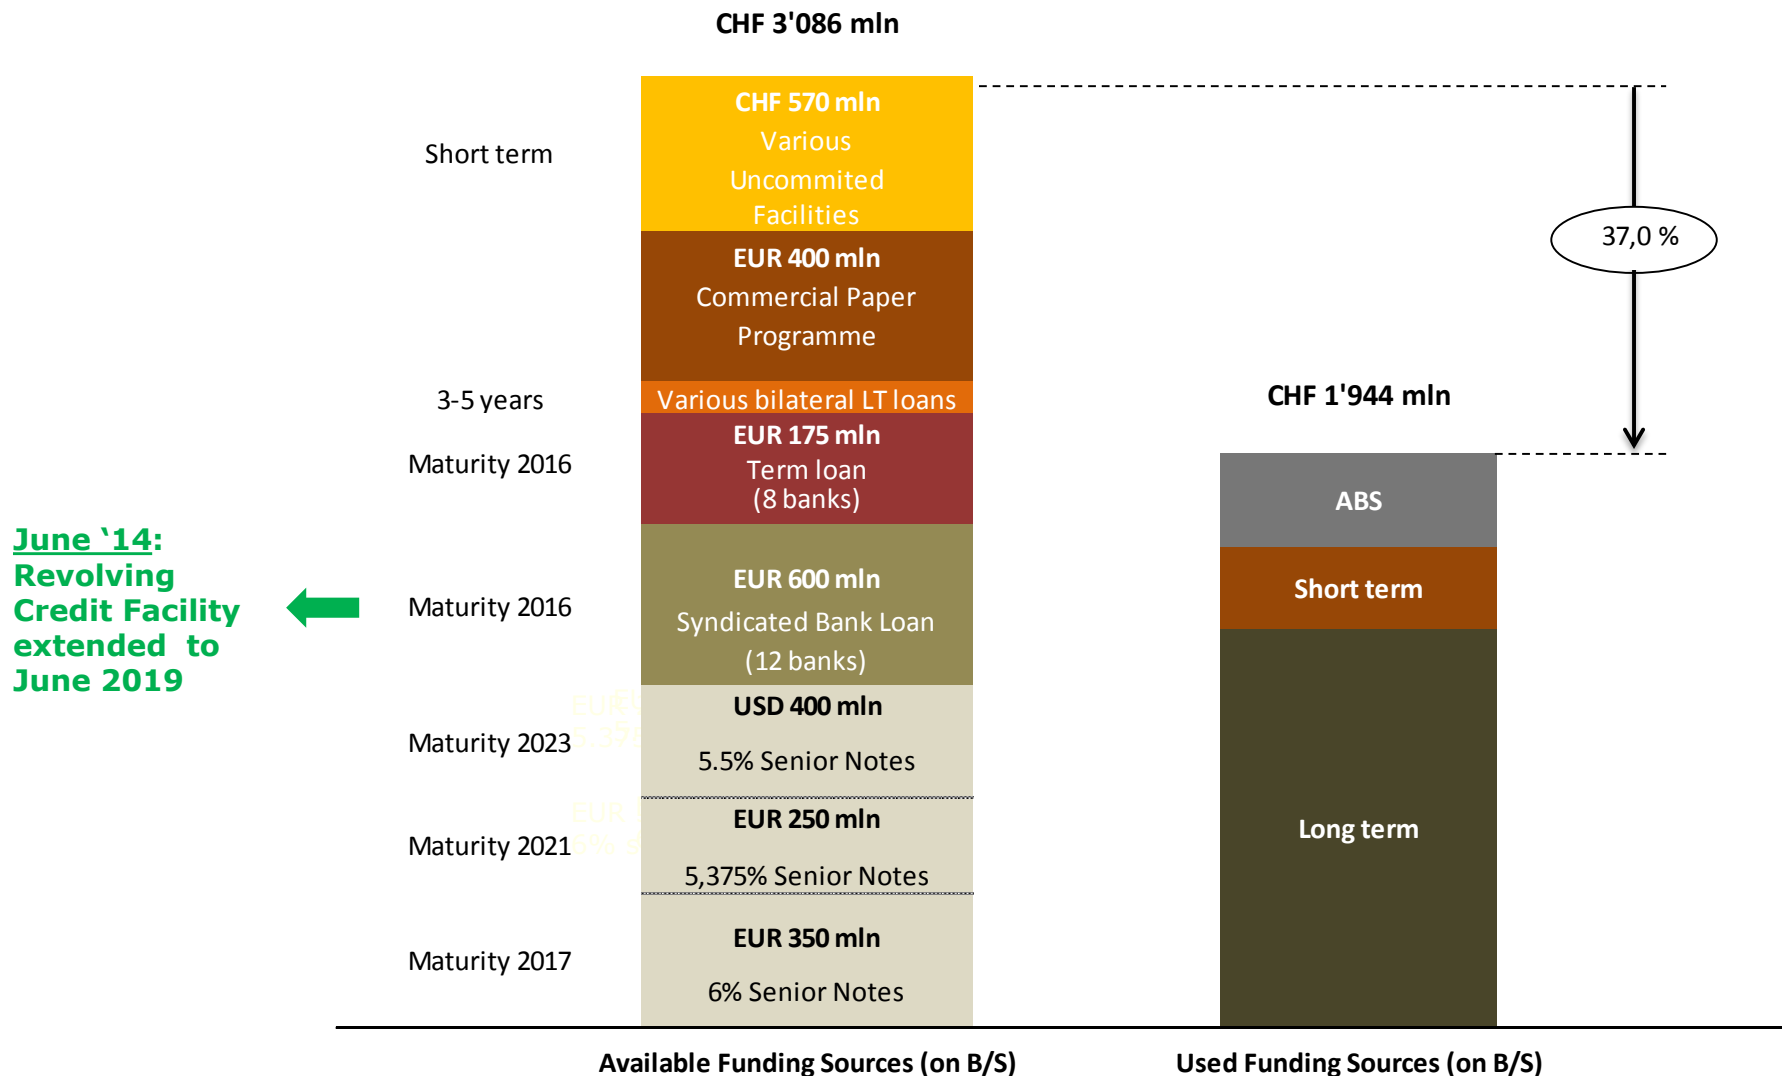 CHF 3'086 mln
Short term
CHF 570 mln
Various
Uncommited
Facilities
37,0 %
EUR 400 mln
Commercial Paper
Programme
3-5 years
Various bilateral LT loans
CHF 1'944 mln
Maturity 2016
EUR 175 mln
Term loan
(8 banks)
ABS
June ‘14:
Revolving
Credit Facility
extended to
June 2019
Maturity 2016
EUR 600 mln
Syndicated Bank Loan
(12 banks)
Short term
Maturity 2023
USD 400 mln
5.5% Senior Notes
Maturity 2021
EUR 250 mln
5,375% Senior Notes
Long term
Maturity 2017
EUR 350 mln
6% Senior Notes
Available Funding Sources (on B/S)
Used Funding Sources (on B/S)